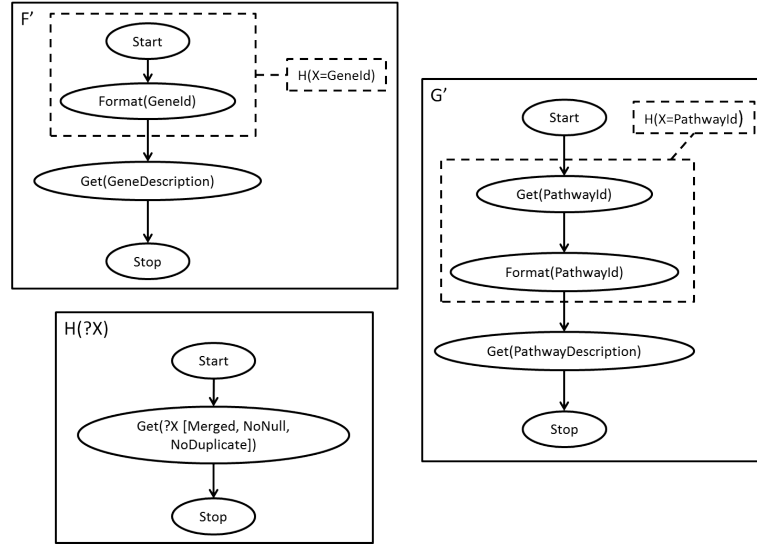 F’
Start
H(X=GeneId)
Format(GeneId)
Get(GeneDescription)
Stop
G’
Start
H(X=PathwayId)
Get(PathwayId)
Format(PathwayId)
Get(PathwayDescription)
Stop
H(?X)
Start
Get(?X [Merged, NoNull,
NoDuplicate])
Stop